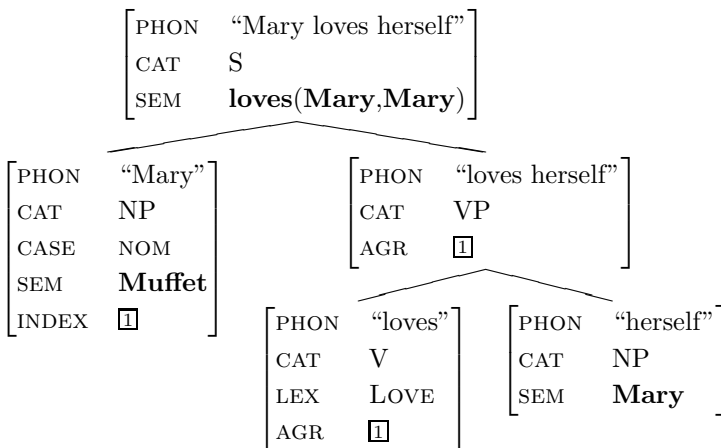 PHON “Mary loves herself”
CAT S
SEM loves(Mary,Mary)
PHON “Mary”
CAT NP
CASE NOM
SEM Muffet
INDEX 1
PHON “loves herself”
CAT VP
AGR 1
PHON “loves”
CAT V
LEX LOVE
AGR 1
PHON “herself”
CAT NP
SEM Mary